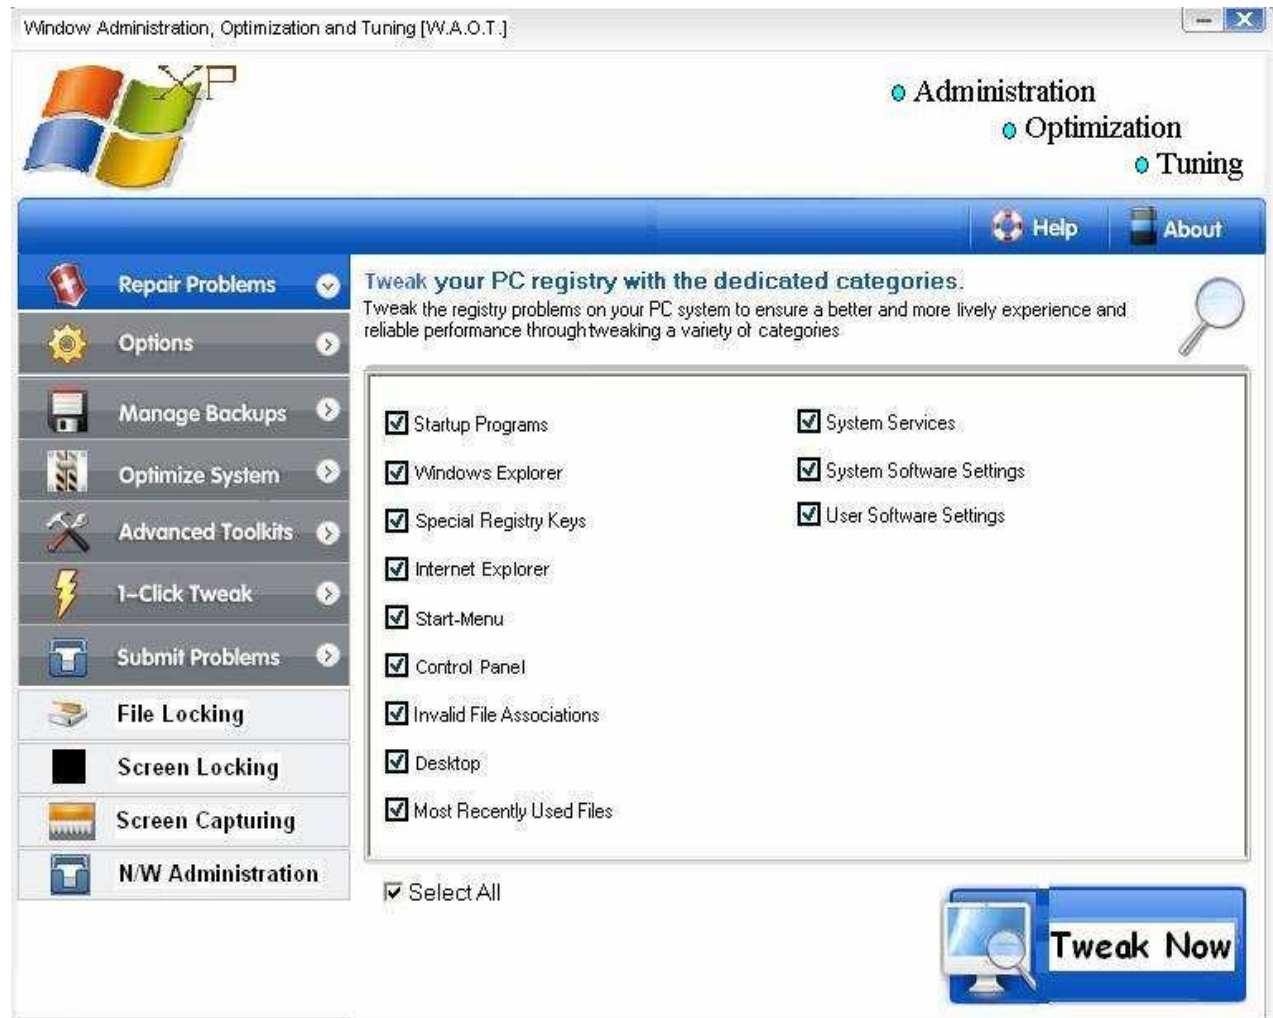 Window Administration, Optimization and Tuning [W.A.O.T.]
XP
Administration
Optimization
Tuning
Help
About
Repair Problems
Options
Manage Backups
Optimize System
Advanced Toolkits
1-Click Tweak
Submit Problems
File Locking
Screen Locking
Screen Capturing
N/W Administration
Tweak your PC registry with the dedicated categories.
Tweak the registry problems on your PC system to ensure a better and more lively experience and
reliable performance through tweaking a variety of categories
Startup Programs
Windows Explorer
Special Registry Keys
Internet Explorer
Start-Menu
Control Panel
Invalid File Associations
Desktop
Most Recently Used Files
System Services
System Software Settings
User Software Settings
Select All
Tweak Now